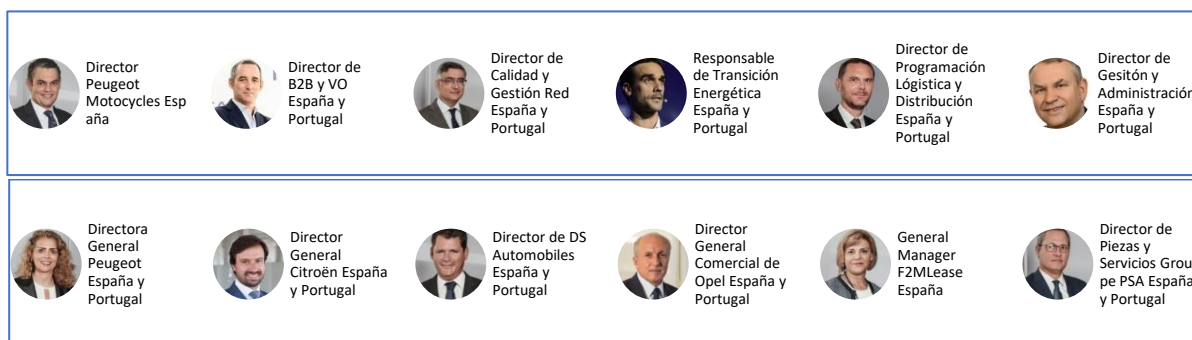 Director
Peugeot
Motocycles Esp
aña
Director de
B2B y VO
España y
Portugal
Director de
Calidad y
Gestión Red
España y
Portugal
Responsable
de Transición
Energética
España y
Portugal
Director de
Programación
Lógistica y
Distribución
España y
Portugal
Director de
Gesitón y
Administración
España y
Portugal
Directora
General
Peugeot
España y
Portugal
Director
General
Citroën España
y Portugal
Director de DS
Automobiles
España y
Portugal
Director
General
Comercial de
Opel España y
Portugal
General
Manager
F2MLease
España
Director de
Piezas y
Servicios Grou
pe PSA España
y Portugal